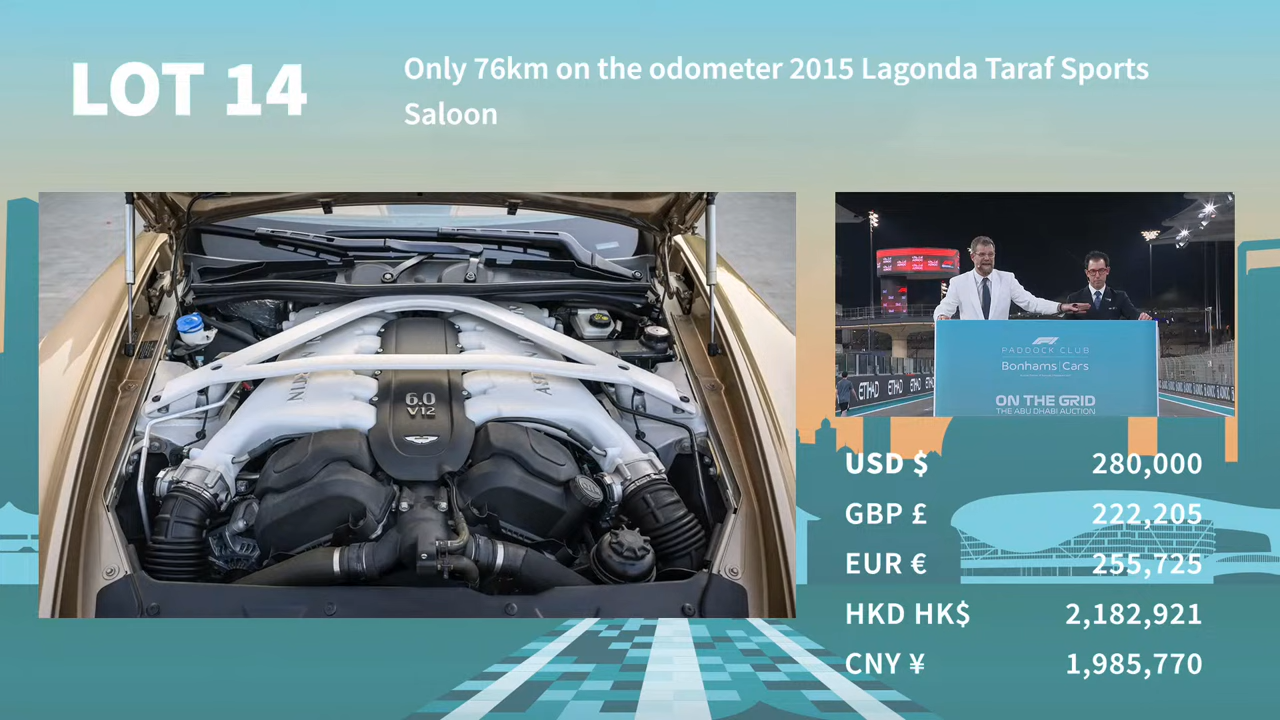 LOT 14
Only 76km on the odometer 2015 Lagonda Taraf Sports
Saloon
6.0
V12
PADDOCK CLUB
Bonhams|Cars
ON THE GRID
THE ABU DHABI AUCTION
ETIHAD
USD $ 280,000
GBP £ 222,205
EUR € 255,725
HKD HK$ 2,182,921
CNY ¥ 1,985,770